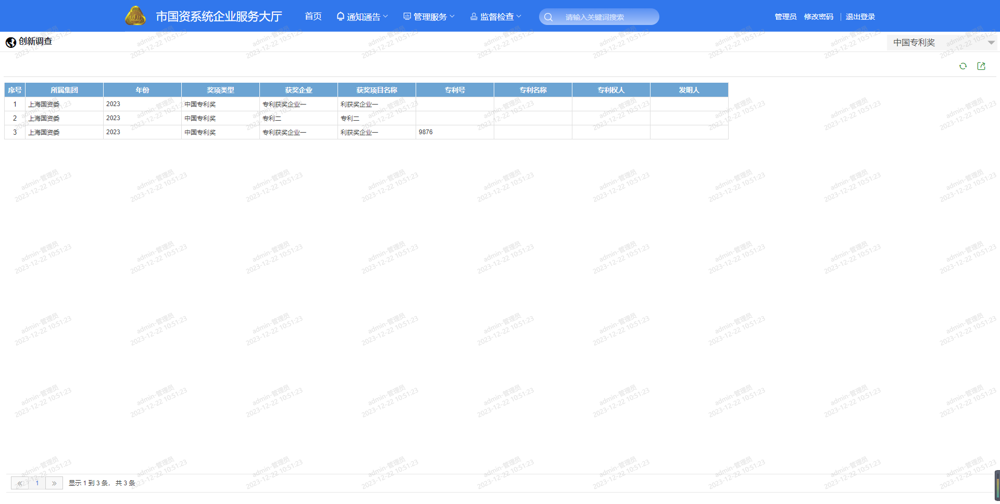 市国资系统企业服务大厅 首页 通知通告 管理服务 监督检查 请输入关键词搜索 管理员 修改密码 退出登录
创新调查 中国专利奖
序号 所属集团 年份 奖项类型 获奖企业 获奖项目名称 专利号 专利名称 专利权人 发明人
1 上海国资委 2023 中国专利奖 专利获奖企业一 利获奖企业一
2 上海国资委 2023 中国专利奖 专利二 专利二
3 上海国资委 2023 中国专利奖 专利获奖企业一 利获奖企业一 9876
admin-管理员
2023-12-22 10:51:23
« 1 » 显示 1 到 3 条， 共 3 条